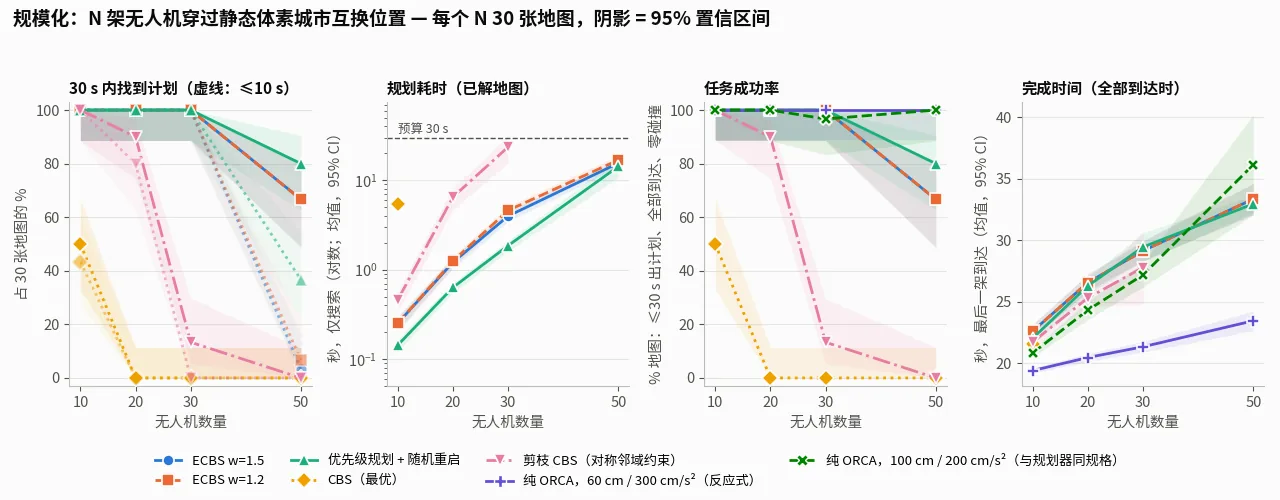 规模化：N 架无人机穿过静态体素城市互换位置 — 每个 N 30 张地图，阴影 = 95% 置信区间
30 s 内找到计划（虚线：≤10 s）
占 30 张地图的 %
100
80
60
40
20
0
10
20
30
50
无人机数量
规划耗时（已解地图）
秒，仅搜索（对数；均值，95% CI）
预算 30 s
10¹
10⁰
10⁻¹
10
20
30
50
无人机数量
任务成功率
% 地图：≤30 s 出计划、全部到达、零碰撞
100
80
60
40
20
0
10
20
30
50
无人机数量
完成时间（全部到达时）
秒，最后一架到达（均值，95% CI）
40
35
30
25
20
10
20
30
50
无人机数量
ECBS w=1.5
ECBS w=1.2
优先级规划 + 随机重启
CBS（最优）
剪枝 CBS（对称邻域约束）
纯 ORCA，60 cm / 300 cm/s²（反应式）
纯 ORCA，100 cm / 200 cm/s²（与规划器同规格）